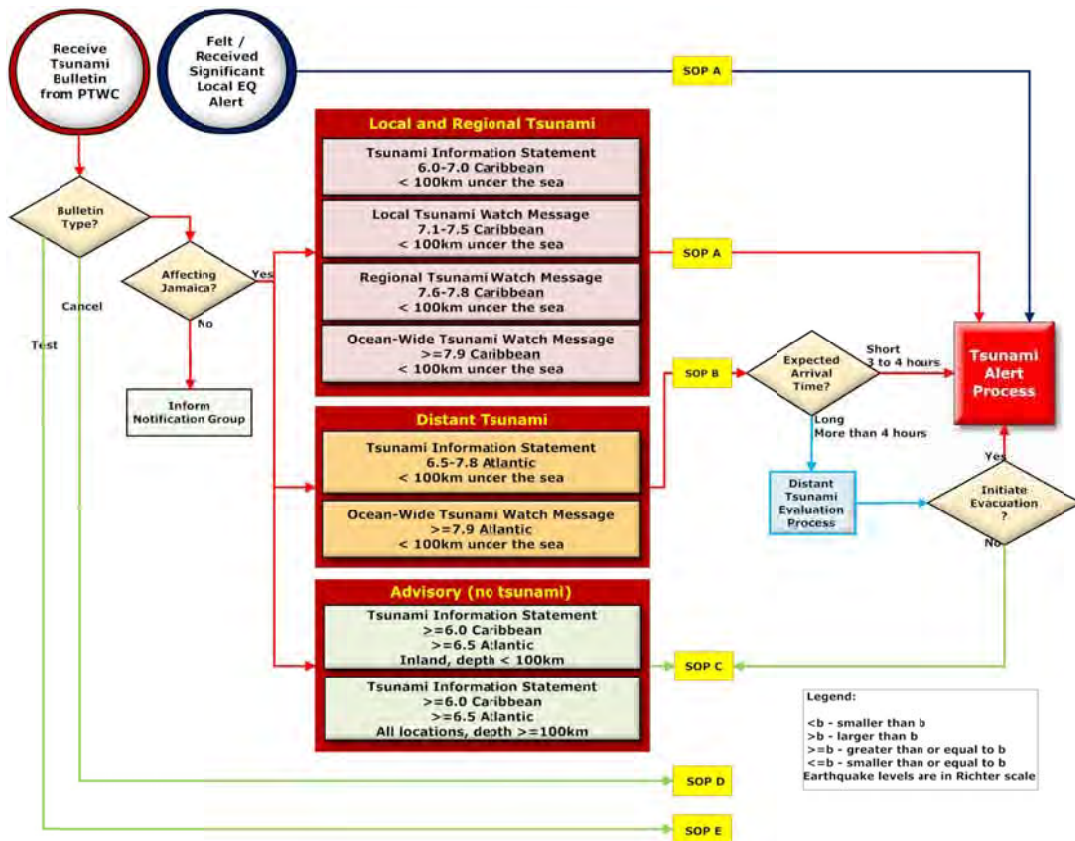 Receive
Tsunami
Bulletin
from PTWC
Felt /
Received
Significant
Local EQ
Alert
SOP A
Local and Regional Tsunami
Tsunami Information Statement
6.0-7.0 Caribbean
< 100km uncer the sea
Local Tsunami Watch Message
7.1-7.5 Caribbean
< 100km uncer the sea
Regional Tsunami Watch Message
7.6-7.8 Caribbean
< 100km uncer the sea
Ocean-Wide Tsunami Watch Message
>=7.9 Caribbean
< 100km uncer the sea
SOP A
Bulletin
Type?
Affecting
Jamaica?
Yes
No
Cancel
Test
Inform
Notification Group
Distant Tsunami
Tsunami Information Statement
6.5-7.8 Atlantic
< 100km uncer the sea
Ocean-Wide Tsunami Watch Message
>=7.9 Atlantic
< 100km uncer the sea
SOP B
Expected
Arrival
Time?
Short
3 to 4 hours
Long
More than 4 hours
Tsunami
Alert
Process
Distant
Tsunami
Evaluation
Process
Yes
Initiate
Evacuation
?
No
Advisory (no tsunami)
Tsunami Information Statement
>=6.0 Caribbean
>=6.5 Atlantic
Inland, depth < 100km
Tsunami Information Statement
>=6.0 Caribbean
>=6.5 Atlantic
All locations, depth >=100km
SOP C
SOP D
SOP E
Legend:
<b - smaller than b
>b - larger than b
>=b - greater than or equal to b
<=b - smaller than or equal to b
Earthquake levels are in Richter scale